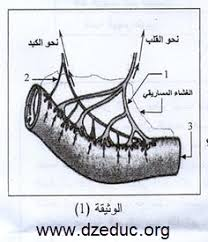 نحو الكبد
نحو القلب
2
1
الغشاء المساريقي
3
الوثيقة (1)
www.dzeduc.org